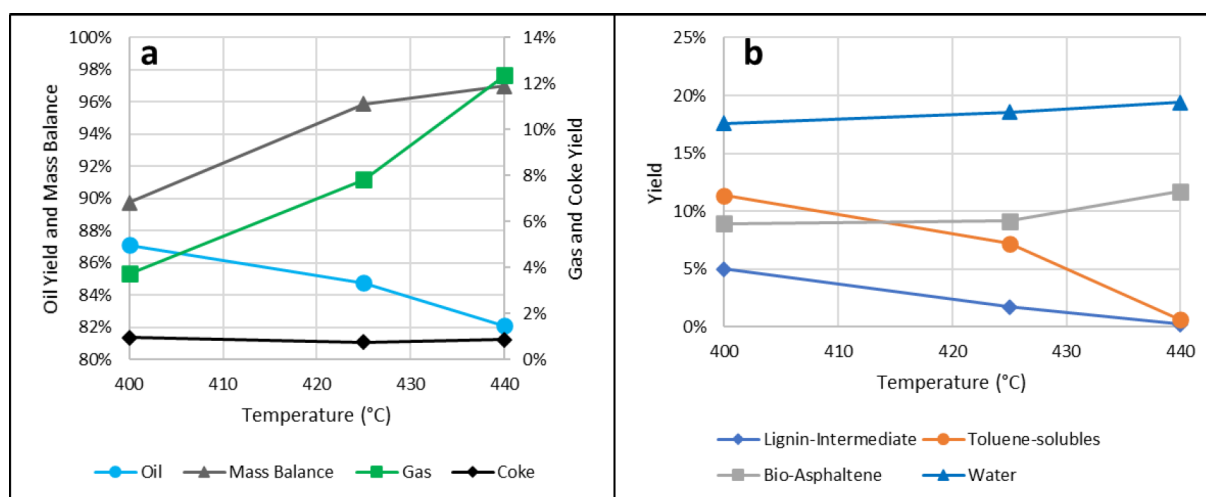 a
Oil Yield and Mass Balance
100%
98%
96%
94%
92%
90%
88%
86%
84%
82%
80%
14%
12%
10%
8%
6%
4%
2%
0%
Gas and Coke Yield
400 410 420 430 440
Temperature (°C)
Oil Mass Balance Gas Coke
b
Yield
25%
20%
15%
10%
5%
0%
400 410 420 430 440
Temperature (°C)
Lignin-Intermediate Toluene-solubles
Bio-Asphaltene Water